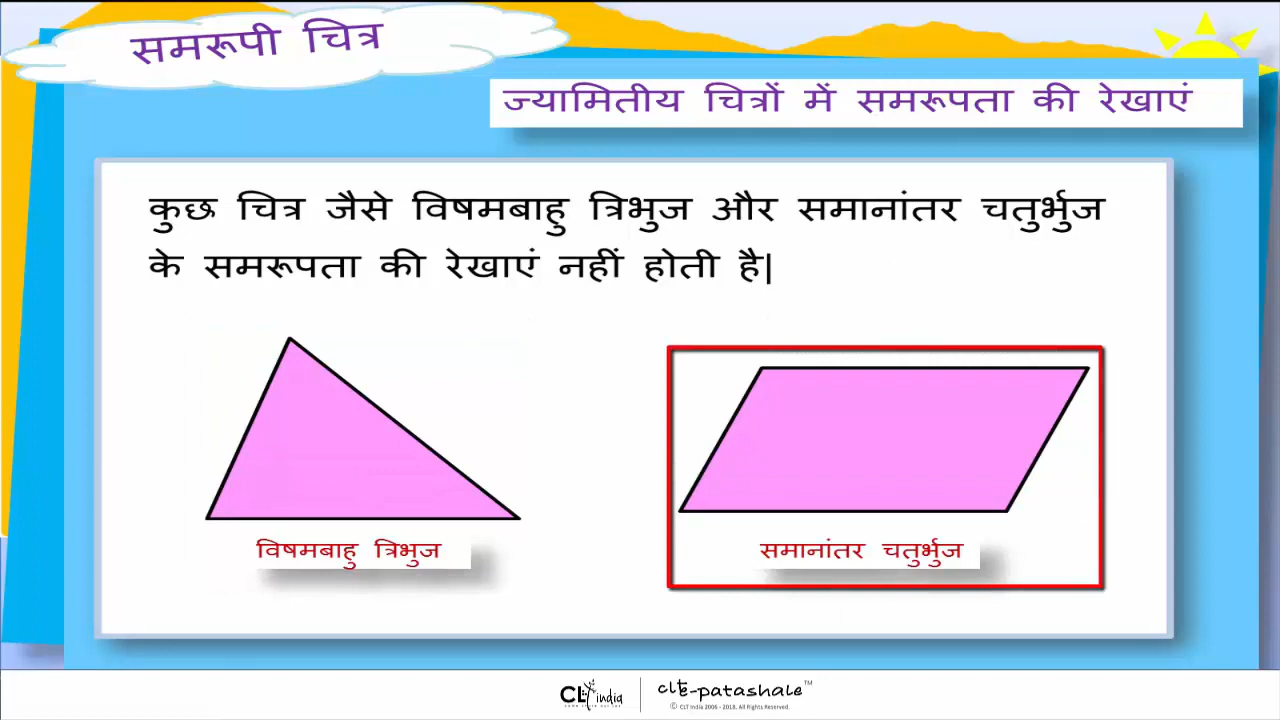 समरूपी चित्र
ज्यामितीय चित्रों में समरूपता की रेखाएं
कुछ चित्र जैसे विषमबाहु त्रिभुज और समानांतर चतुर्भुज
के समरूपता की रेखाएं नहीं होती है|
विषमबाहु त्रिभुज
समानांतर चतुर्भुज
CLT india
clte-patashale™
© CLT India 2006 - 2018. All Rights Reserved.